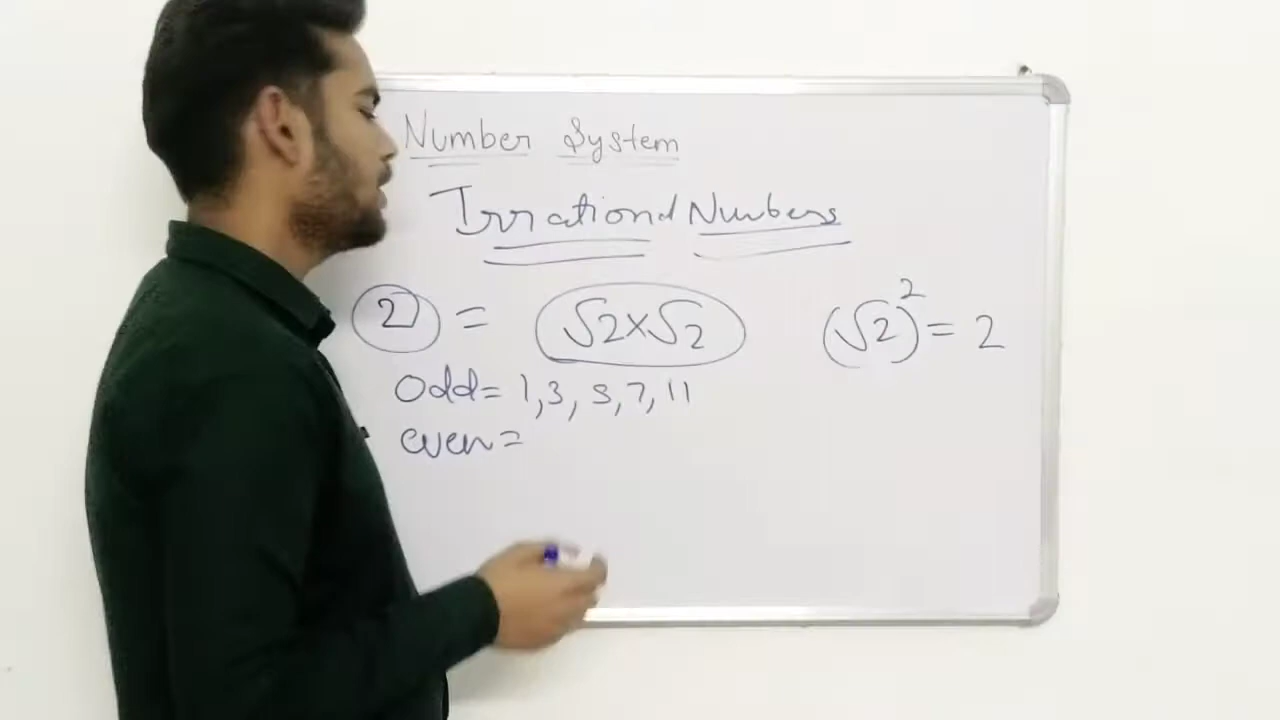 Number System
Irrational Numbers
2 = √2×√2 (√2)² = 2
Odd = 1,3, 5,7, 11
even =